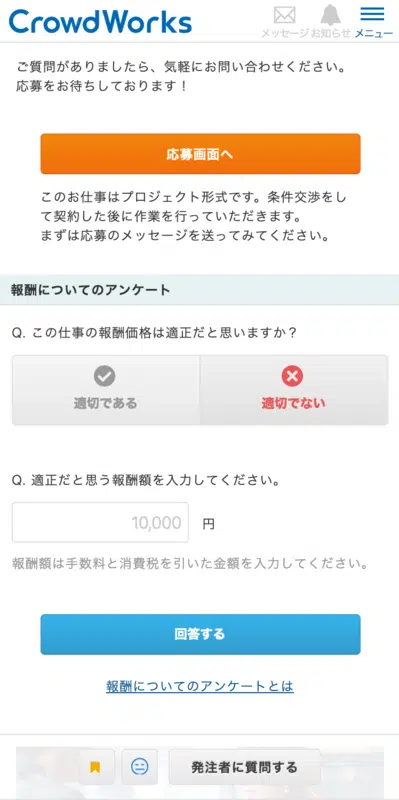 CrowdWorks
メッセージ お知らせ メニュー
ご質問がありましたら、気軽にお問い合わせください。
応募をお待ちしております！
応募画面へ
このお仕事はプロジェクト形式です。条件交渉をし
て契約した後に作業を行っていただきます。
まずは応募のメッセージを送ってみてください。
報酬についてのアンケート
Q. この仕事の報酬価格は適正だと思いますか？
適切である 適切でない
Q. 適正だと思う報酬額を入力してください。
10,000 円
報酬額は手数料と消費税を引いた金額を入力してください。
回答する
報酬についてのアンケートとは
発注者に質問する